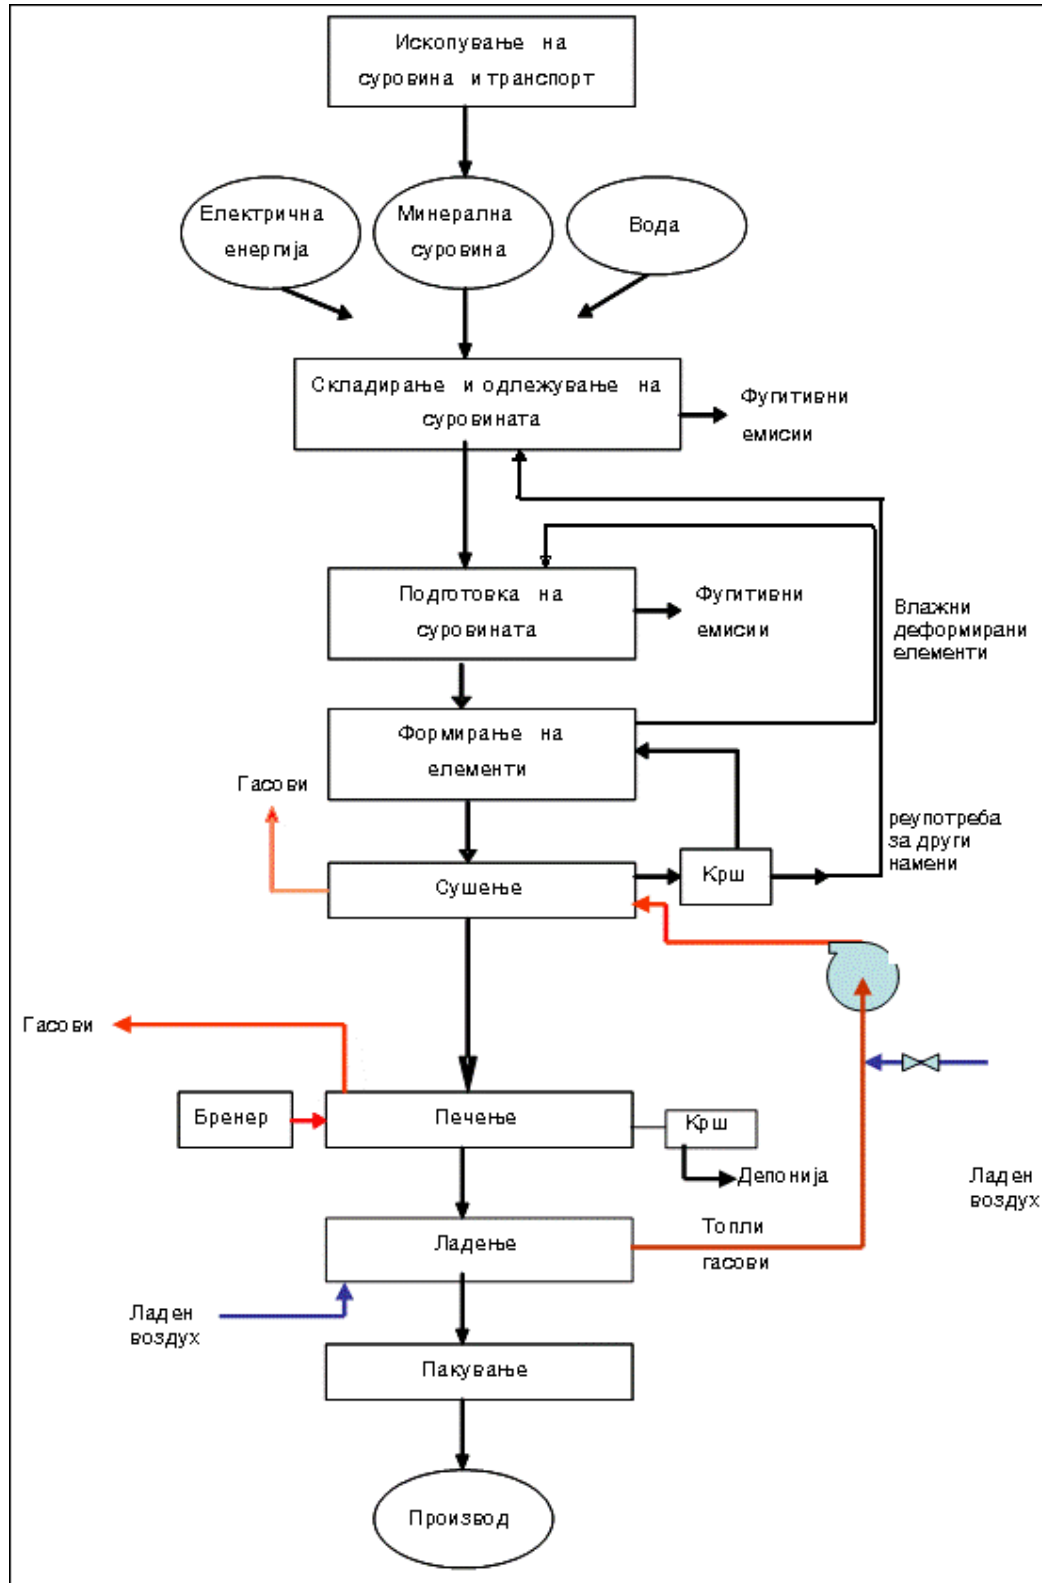 Ископување на
суровина и транспорт
Електрична
енергија
Минерална
суровина
Вода
Складирање и одлежување на
суровината
Фугитивни
емисии
Подготовка на
суровината
Фугитивни
емисии
Влажни
деформирани
елементи
Формирање на
елементи
Гасови
реупотреба
за други
намени
Сушење
Крш
Гасови
Бренер
Печење
Крш
Депонија
Ладен
воздух
Ладење
Топли
гасови
Ладен
воздух
Пакување
Производ